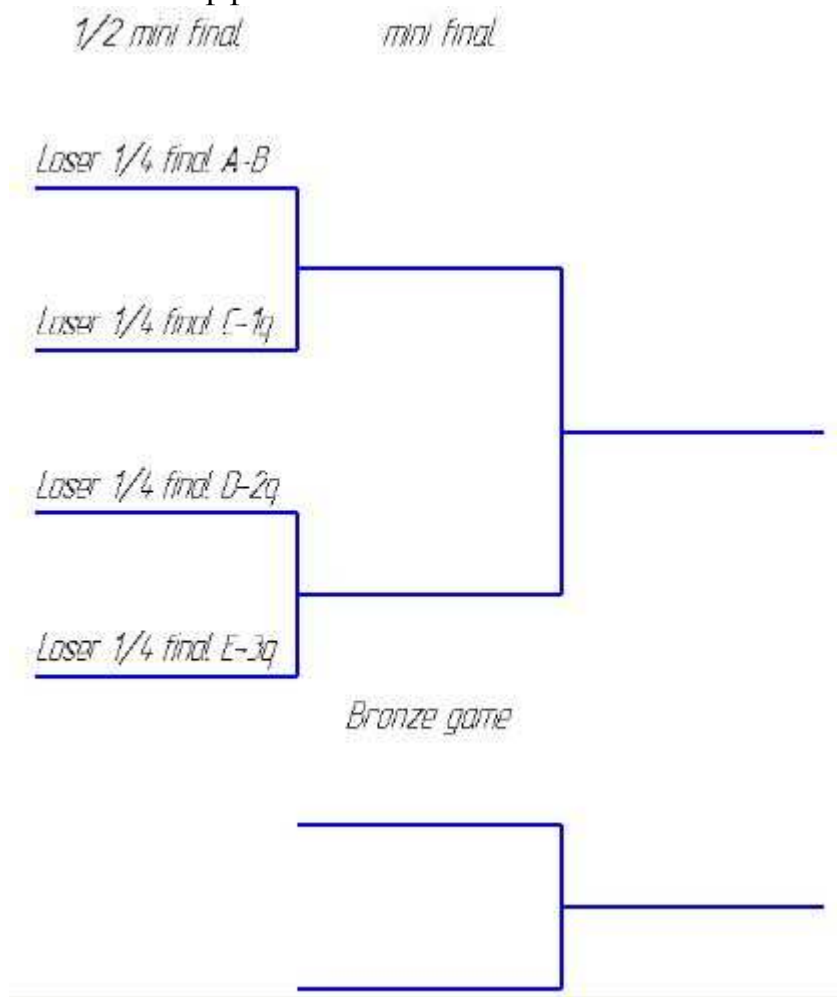 1/2 mini final mini final
Loser 1/4 final A-B
Loser 1/4 final C-1q
Loser 1/4 final D-2q
Loser 1/4 final E-3q
Bronze game